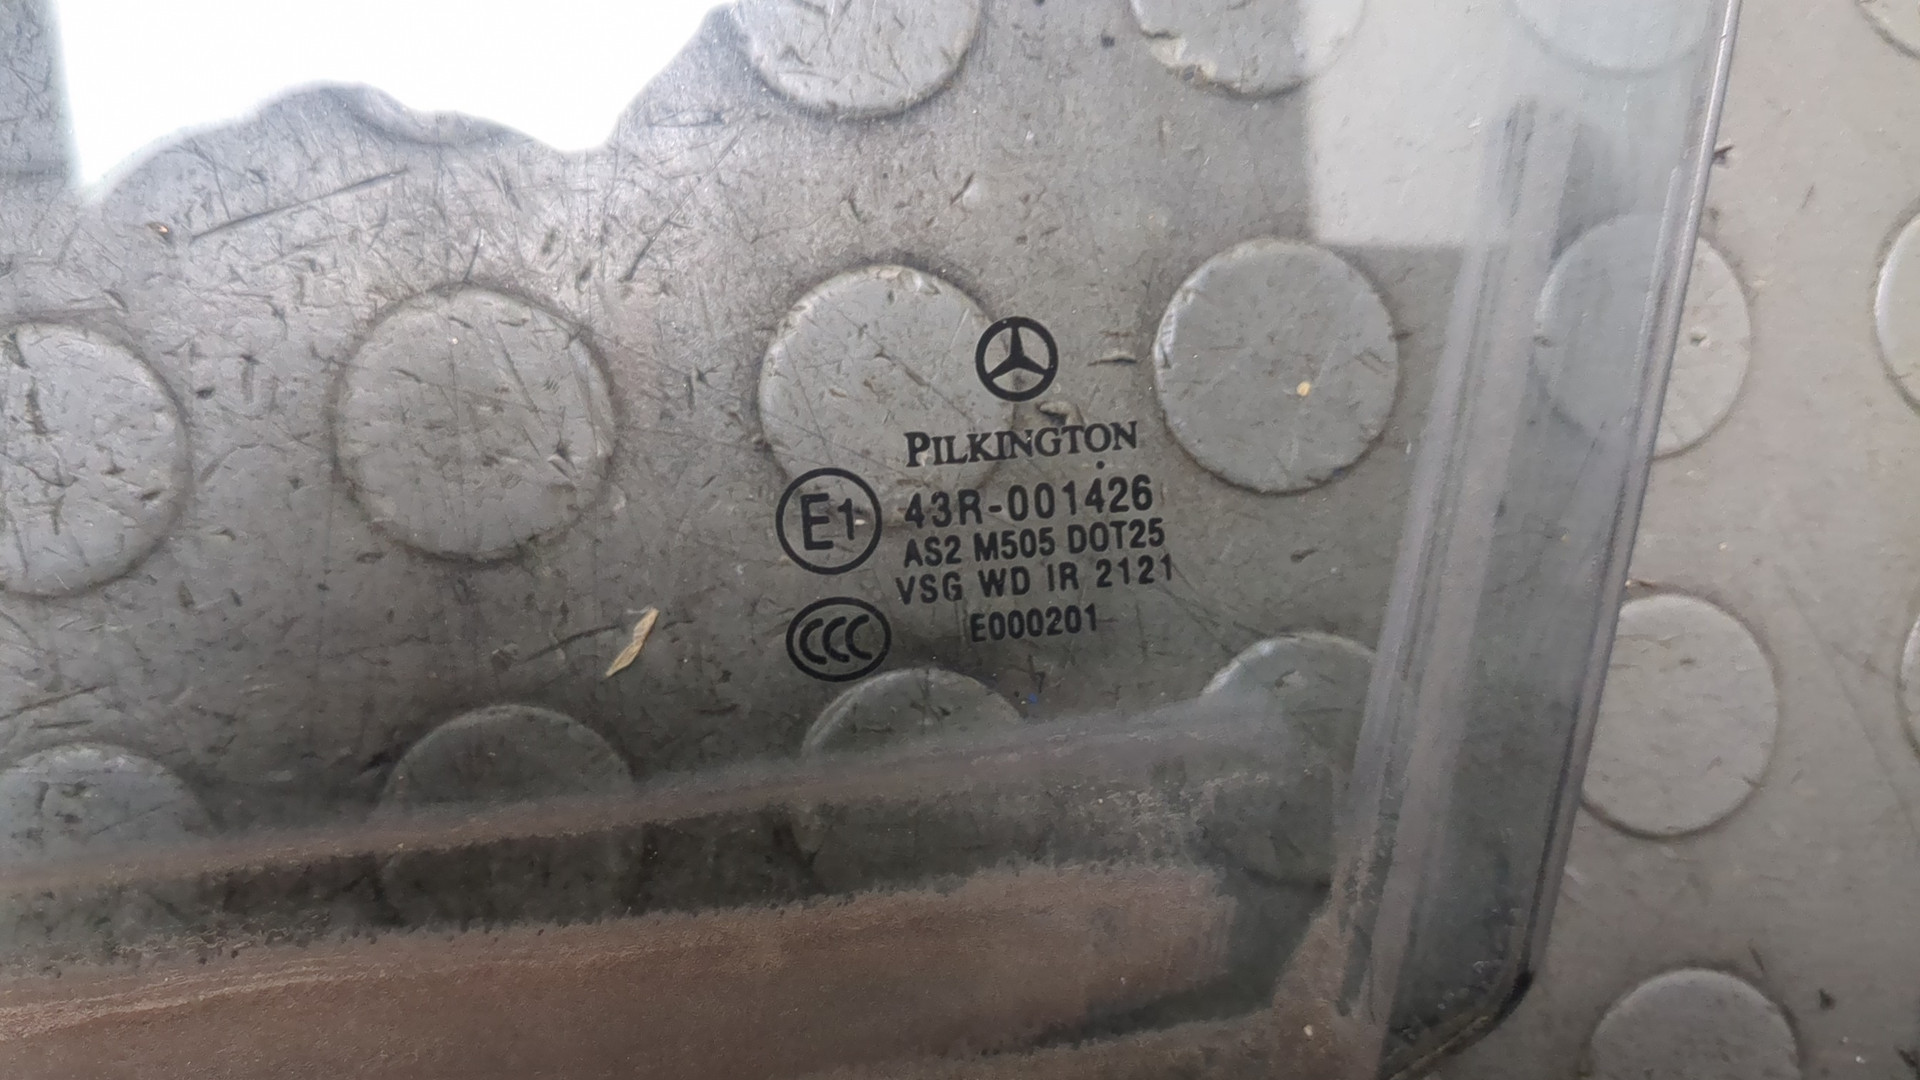 PILKINGTON
E1 43R-001426
AS2 M505 DOT25
VSG WD IR 2121
CCC E000201